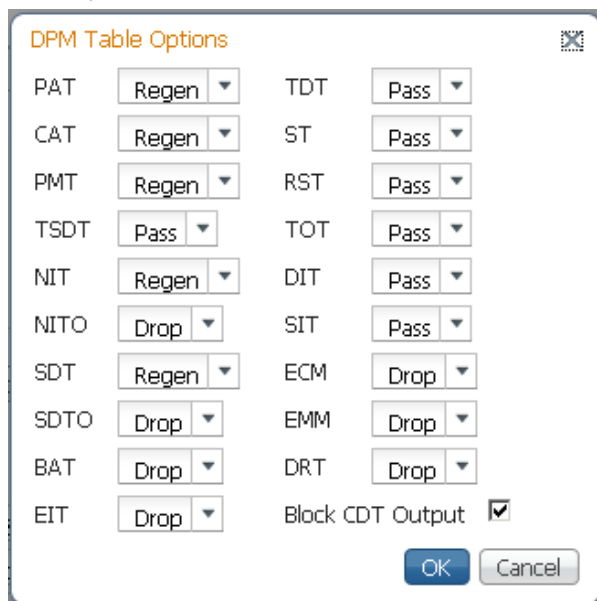 DPM Table Options
PAT Regen TDT Pass
CAT Regen ST Pass
PMT Regen RST Pass
TSDT Pass TOT Pass
NIT Regen DIT Pass
NITO Drop SIT Pass
SDT Regen ECM Drop
SDTO Drop EMM Drop
BAT Drop DRT Drop
EIT Drop Block CDT Output
OK Cancel